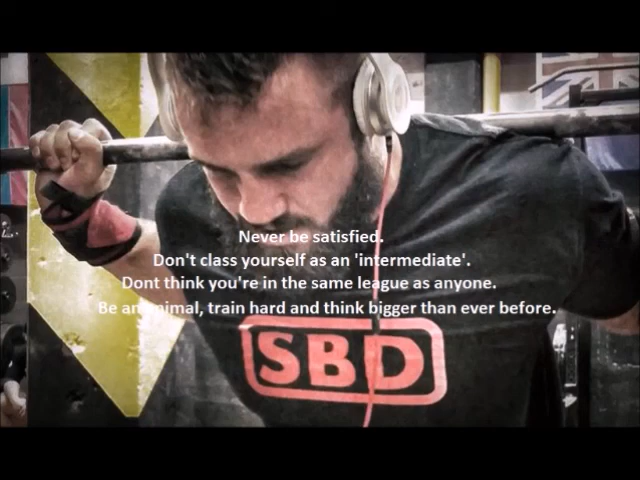 Never be satisfied.
Don't class yourself as an 'intermediate'.
Dont think you're in the same league as anyone.
Be an animal, train hard and think bigger than ever before.
SBD